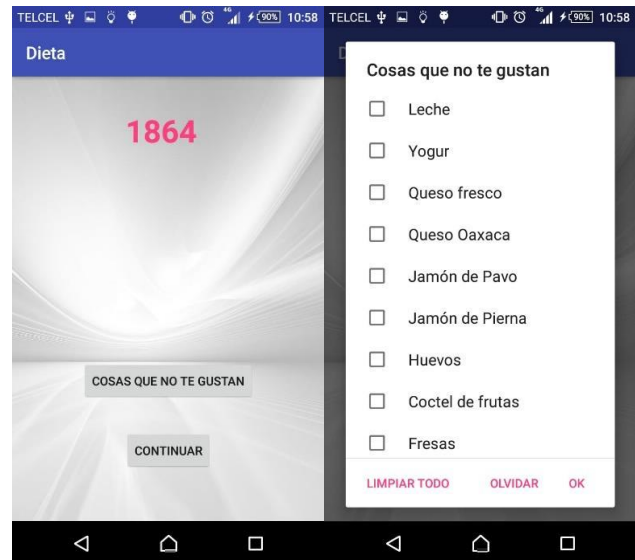 TELCEL 4G 90% 10:58
Dieta
1864
COSAS QUE NO TE GUSTAN
CONTINUAR
TELCEL 4G 90% 10:58
D
Cosas que no te gustan
Leche
Yogur
Queso fresco
Queso Oaxaca
Jamón de Pavo
Jamón de Pierna
Huevos
Coctel de frutas
Fresas
LIMPIAR TODO OLVIDAR OK